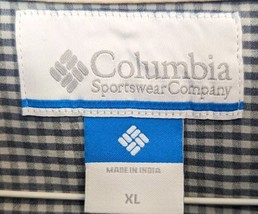 Columbia
Sportswear Company
MADE IN INDIA
XL